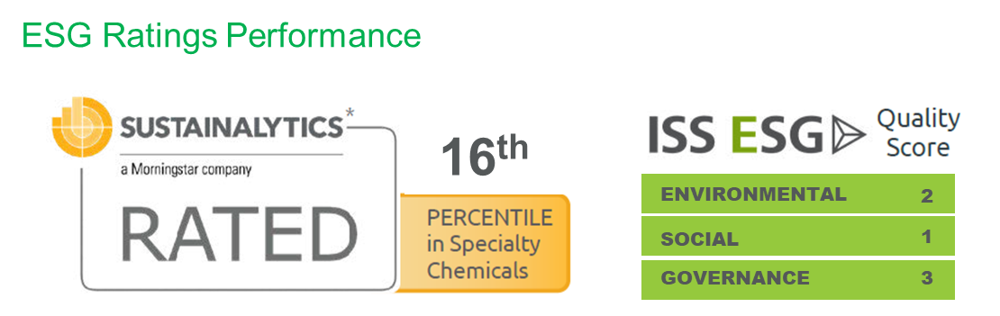 ESG Ratings Performance
SUSTAINALYTICS*
a Morningstar company
RATED
16th
PERCENTILE
in Specialty
Chemicals
ISS ESG
Quality
Score
ENVIRONMENTAL 2
SOCIAL 1
GOVERNANCE 3